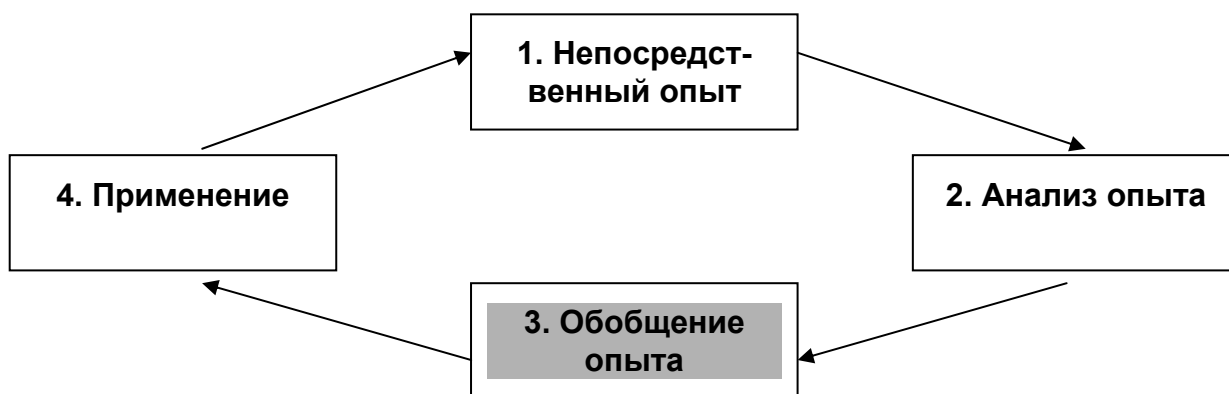 1. Непосредст-
венный опыт
4. Применение
2. Анализ опыта
3. Обобщение
опыта